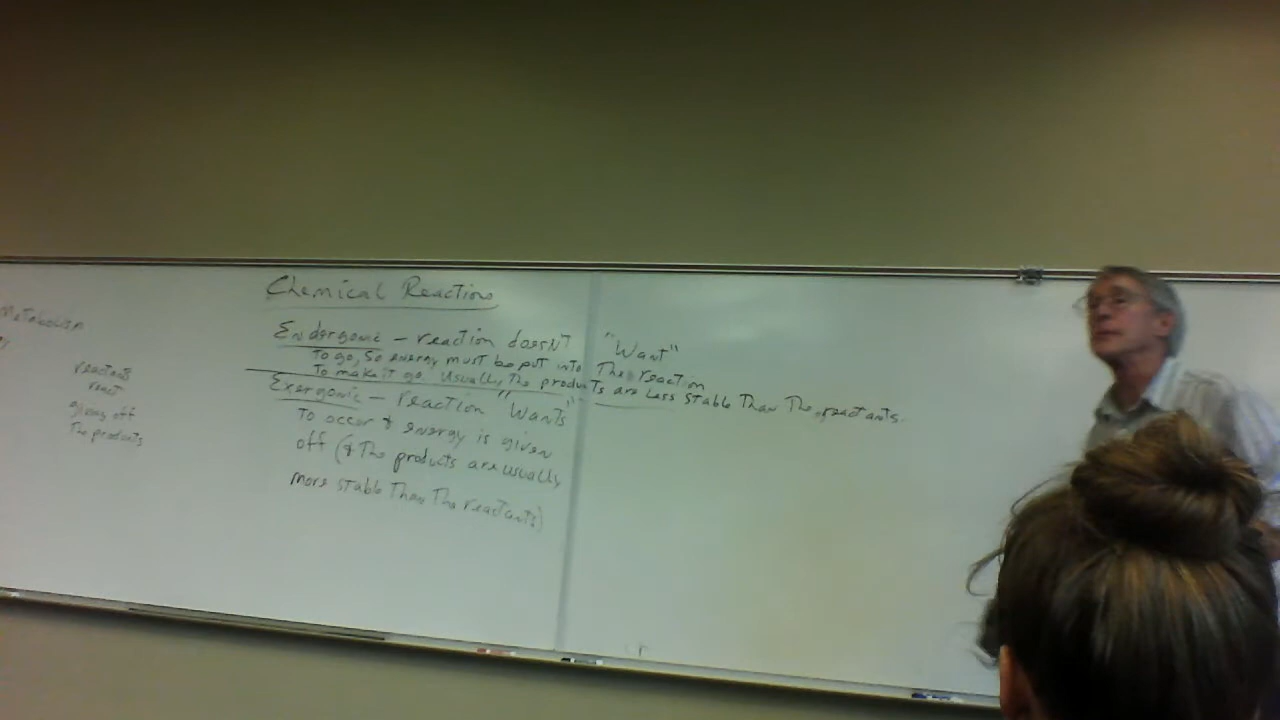 Chemical Reactions
Metabolism
Endergonic – reaction doesn't "Want"
To go, So energy must be put into The reaction
To make it go. Usually, The products are Less Stable Than The reactants.
Exergonic – reaction "Wants"
To occur & energy is given
off (& The products are usually
more stable Than The reactants)
reactants
react
giving off
The products